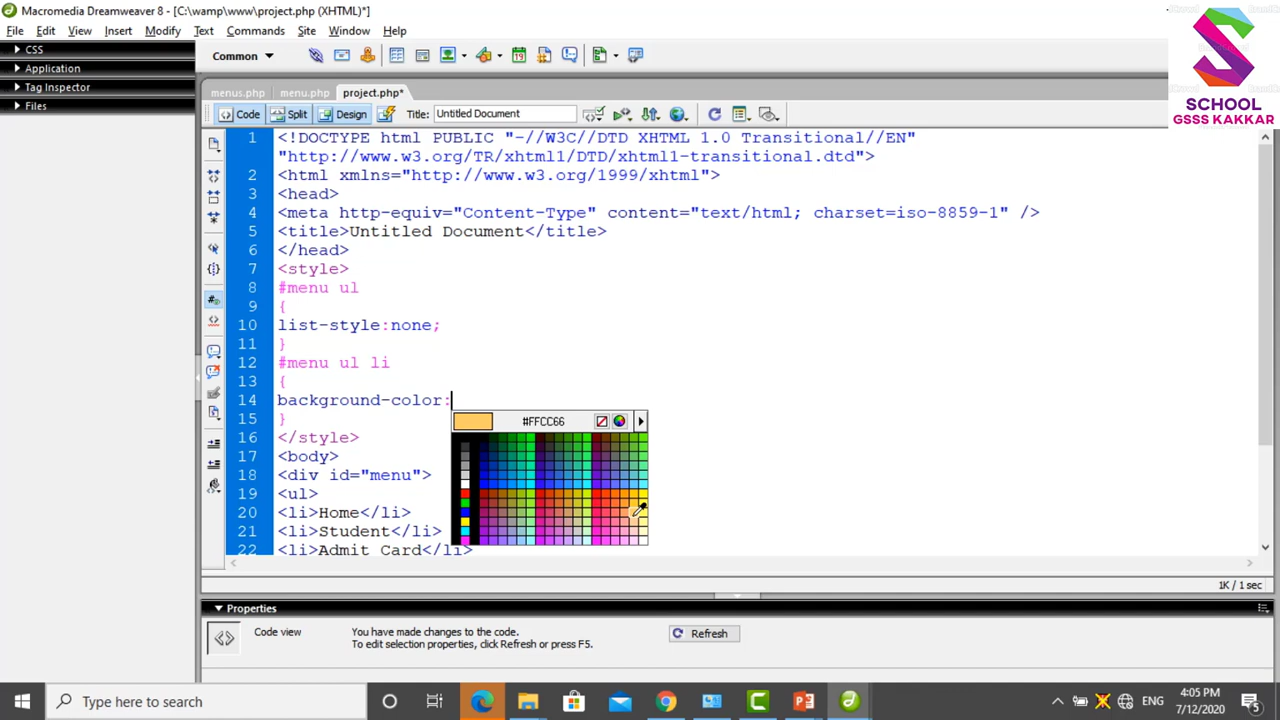 Macromedia Dreamweaver 8 - [C:\wamp\www\project.php (XHTML)*]
File Edit View Insert Modify Text Commands Site Window Help
CSS
Application
Tag Inspector
Files
Common
menus.php menu.php project.php*
Code Split Design Title: Untitled Document
1 <!DOCTYPE html PUBLIC "-//W3C//DTD XHTML 1.0 Transitional//EN"
"http://www.w3.org/TR/xhtml1/DTD/xhtml1-transitional.dtd">
2 <html xmlns="http://www.w3.org/1999/xhtml">
3 <head>
4 <meta http-equiv="Content-Type" content="text/html; charset=iso-8859-1" />
5 <title>Untitled Document</title>
6 </head>
7 <style>
8 #menu ul
9 {
10 list-style:none;
11 }
12 #menu ul li
13 {
14 background-color:
15 }
16 </style>
17 <body>
18 <div id="menu">
19 <ul>
20 <li>Home</li>
21 <li>Student</li>
22 <li>Admit Card</li>
#FFCC66
SCHOOL
GSSS KAKKAR
1K / 1 sec
Properties
Code view
You have made changes to the code.
To edit selection properties, click Refresh or press F5.
Refresh
Type here to search
ENG
4:05 PM
7/12/2020
5